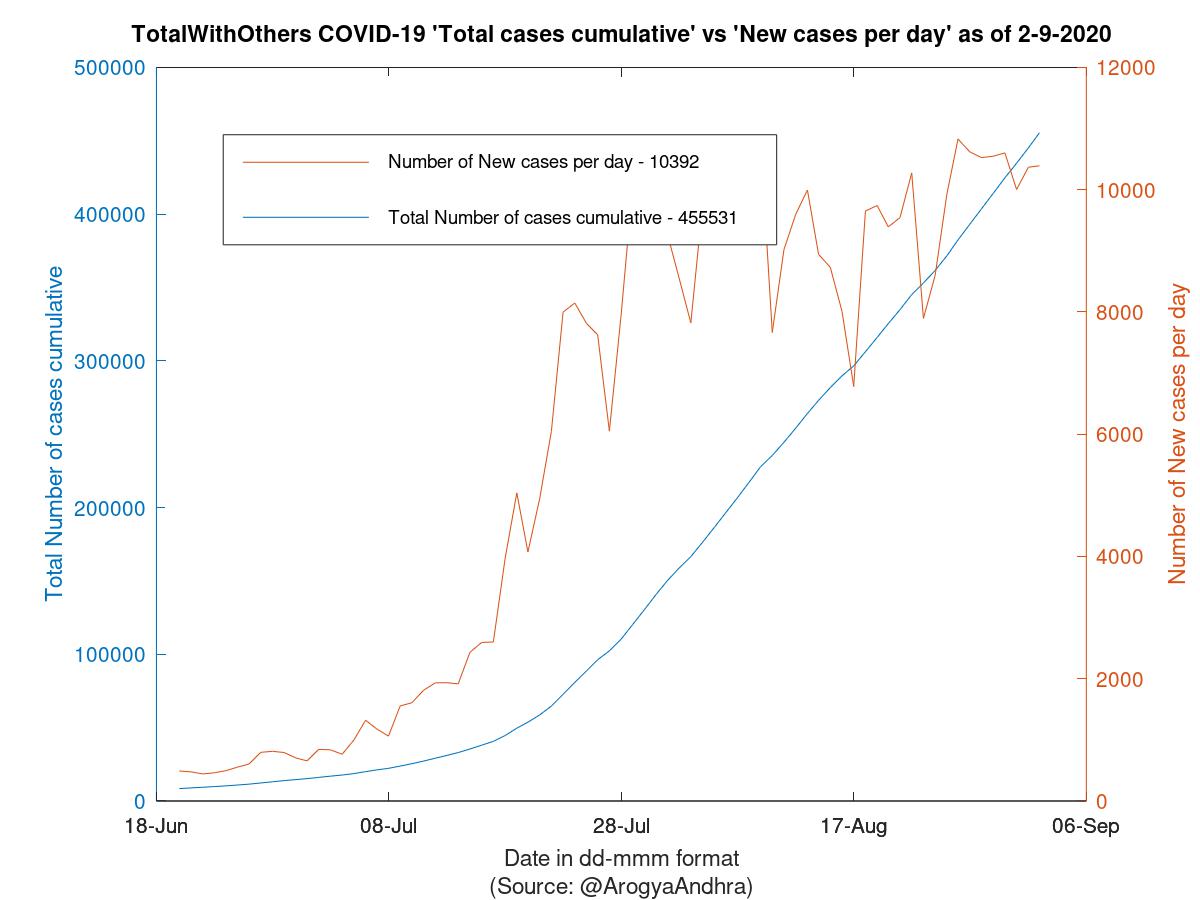 TotalWithOthers COVID-19 'Total cases cumulative' vs 'New cases per day' as of 2-9-2020
500000
400000
300000
200000
100000
0
Total Number of cases cumulative
12000
10000
8000
6000
4000
2000
0
Number of New cases per day
Number of New cases per day - 10392
Total Number of cases cumulative - 455531
18-Jun
08-Jul
28-Jul
17-Aug
06-Sep
Date in dd-mmm format
(Source: @ArogyaAndhra)